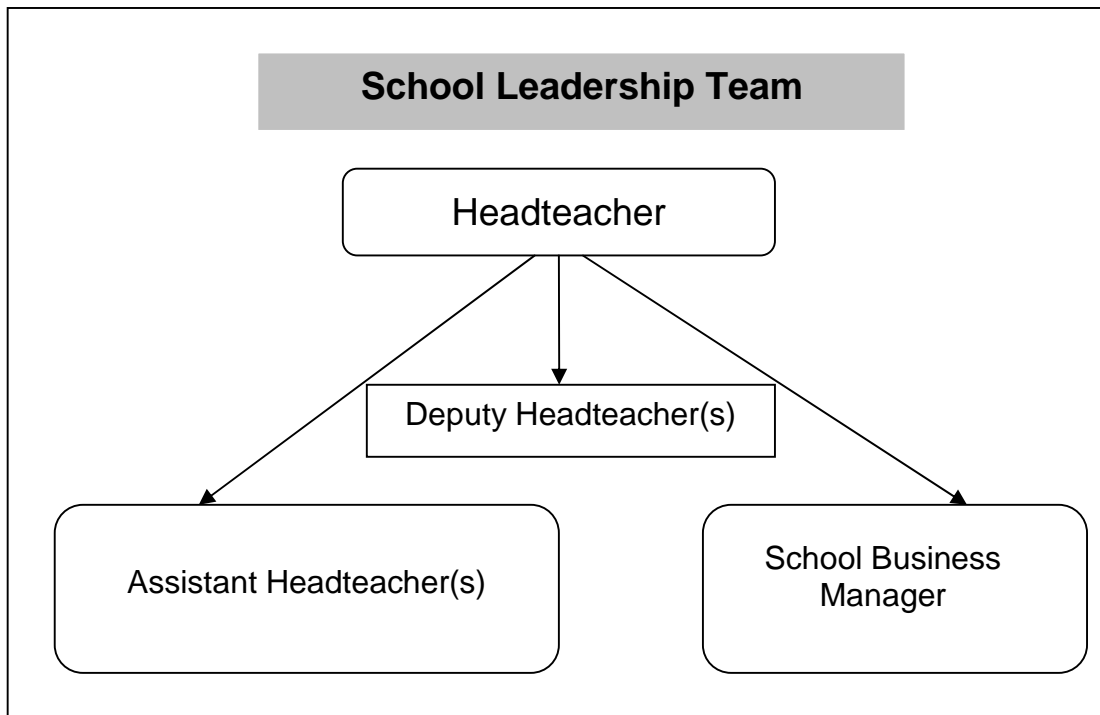 School Leadership Team
Headteacher
Deputy Headteacher(s)
Assistant Headteacher(s)
School Business
Manager